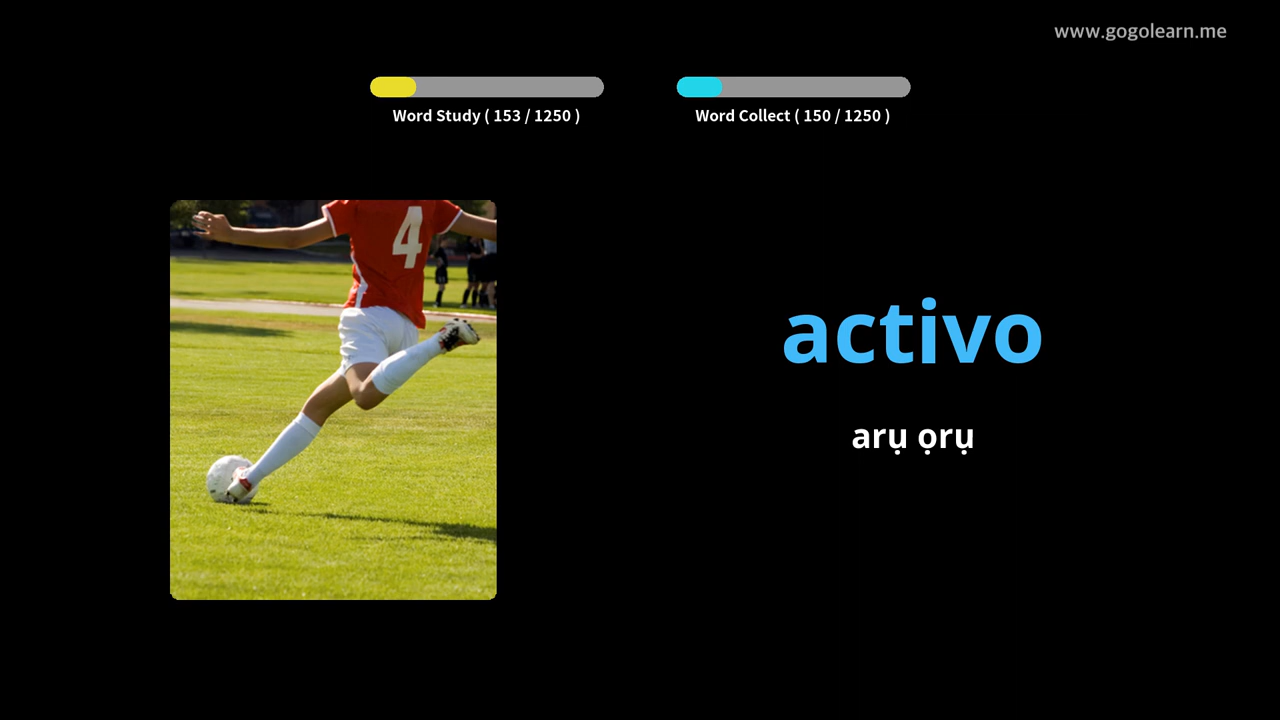 www.gogolearn.me
Word Study ( 153 / 1250 )
Word Collect ( 150 / 1250 )
4
activo
arụ ọrụ